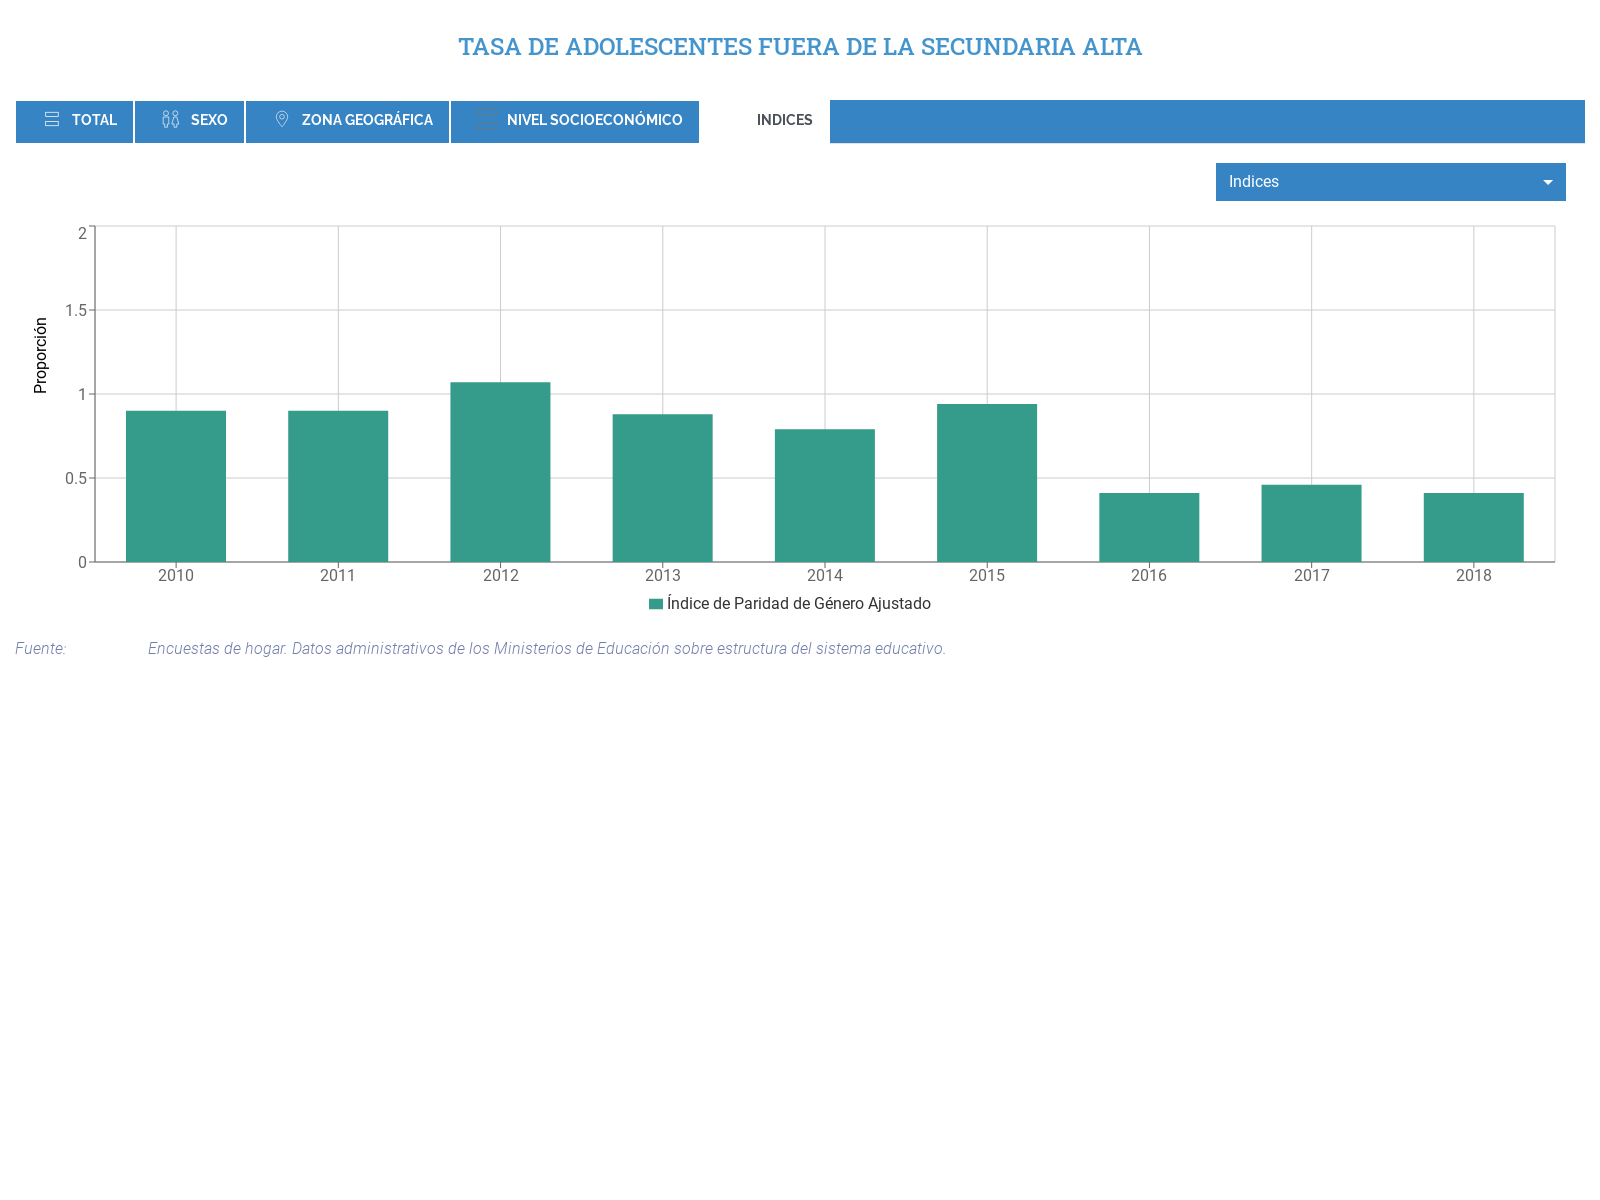 TASA DE ADOLESCENTES FUERA DE LA SECUNDARIA ALTA
TOTAL SEXO ZONA GEOGRÁFICA NIVEL SOCIOECONÓMICO INDICES
Indices
2
1.5
1
0.5
0
Proporción
2010 2011 2012 2013 2014 2015 2016 2017 2018
Índice de Paridad de Género Ajustado
Fuente: Encuestas de hogar. Datos administrativos de los Ministerios de Educación sobre estructura del sistema educativo.